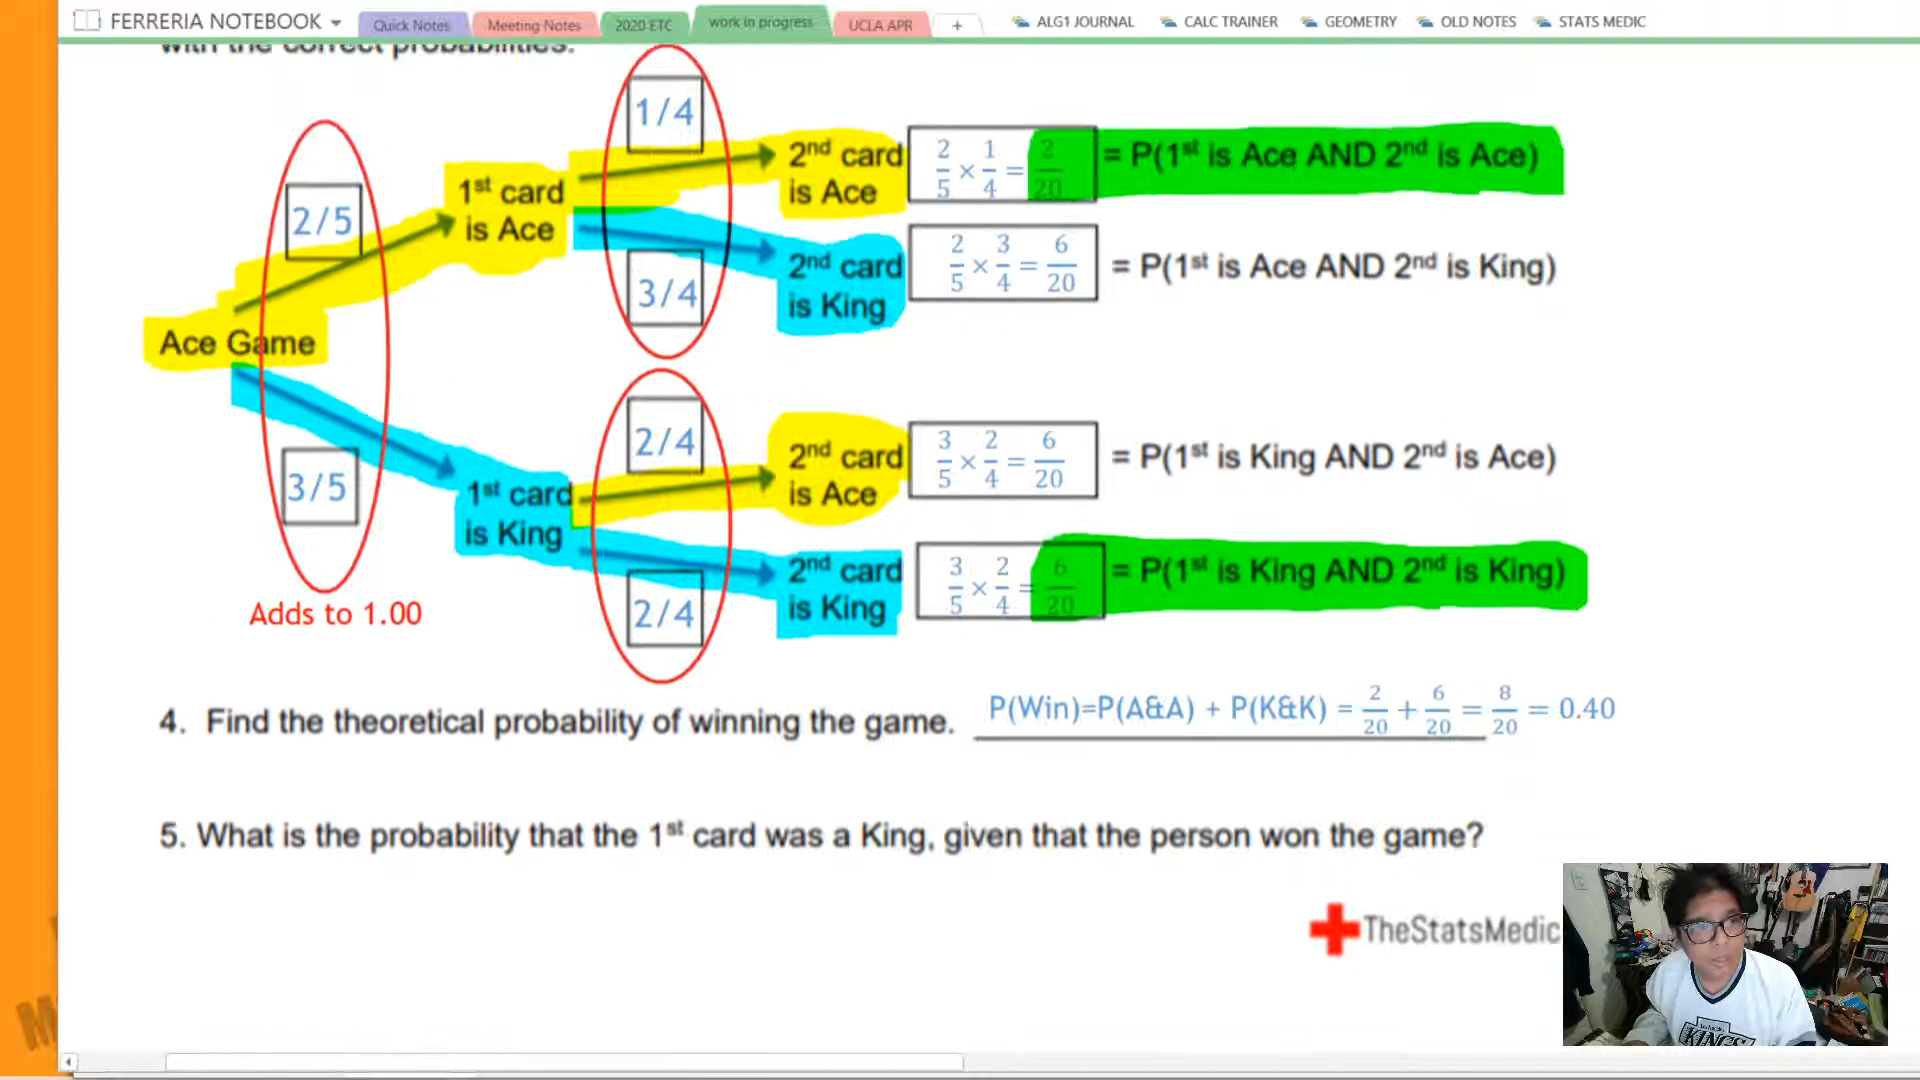 FERRERIA NOTEBOOK
Quick Notes
Meeting Notes
2020 ETC
work in progress
UCLA APR
+
ALG1 JOURNAL
CALC TRAINER
GEOMETRY
OLD NOTES
STATS MEDIC
with the correct probabilities.
1/4
2nd card is Ace
2/5 × 1/4 = 2/20
= P(1st is Ace AND 2nd is Ace)
2/5
1st card is Ace
3/4
2nd card is King
2/5 × 3/4 = 6/20
= P(1st is Ace AND 2nd is King)
Ace Game
2/4
2nd card is Ace
3/5 × 2/4 = 6/20
= P(1st is King AND 2nd is Ace)
3/5
1st card is King
2/4
2nd card is King
3/5 × 2/4 = 6/20
= P(1st is King AND 2nd is King)
Adds to 1.00
4. Find the theoretical probability of winning the game. P(Win)=P(A&A) + P(K&K) = 2/20 + 6/20 = 8/20 = 0.40
5. What is the probability that the 1st card was a King, given that the person won the game?
TheStatsMedic
KINGS